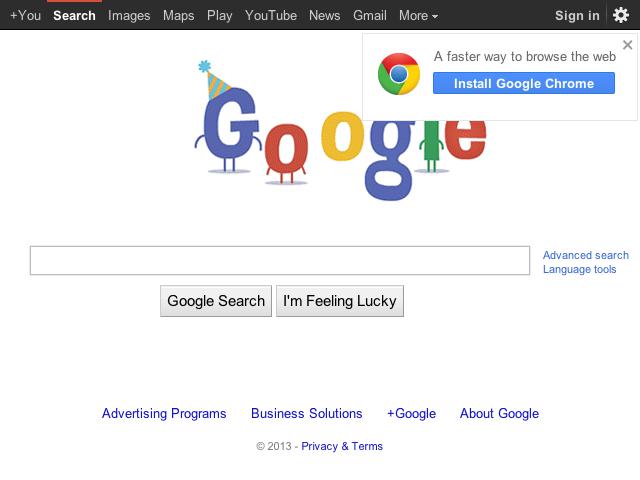 +You Search Images Maps Play YouTube News Gmail More Sign in
A faster way to browse the web
Install Google Chrome
Google
Advanced search
Language tools
Google Search I'm Feeling Lucky
Advertising Programs Business Solutions +Google About Google
© 2013 - Privacy & Terms